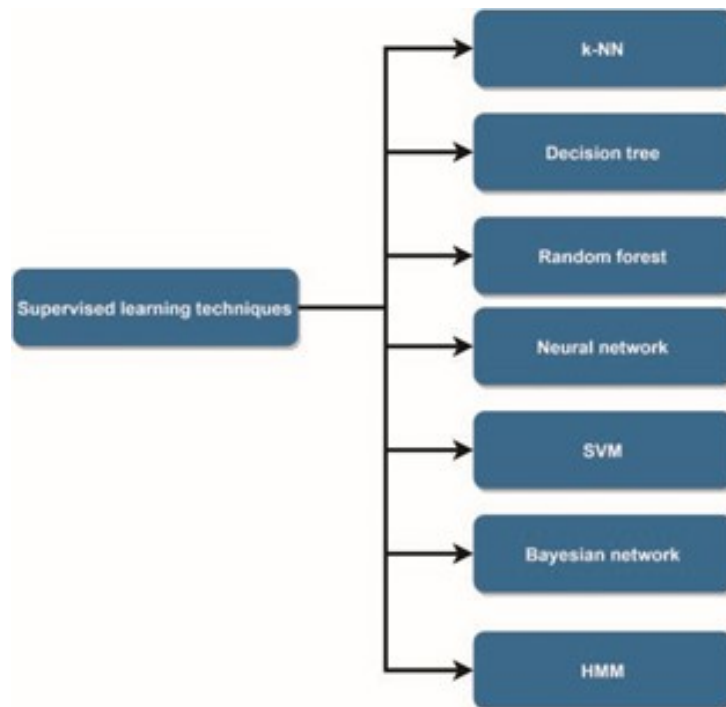 k-NN
Decision tree
Random forest
Supervised learning techniques
Neural network
SVM
Bayesian network
HMM